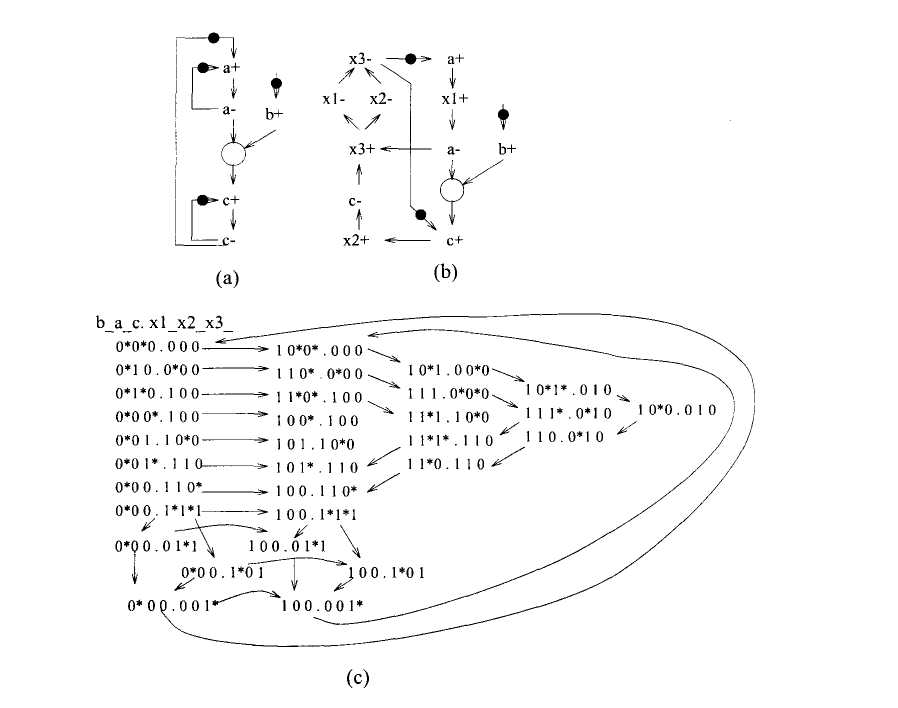 x3- a+
a+
x1- x2- x1+
a- b+
x3+ a- b+
c+ c-
c- x2+ c+
(a) (b)
b_a_c. x1_x2_x3_
0*0*0.000 10*0*.000
0*10.0*00 110*.0*00 10*1.00*0
0*1*0.100 11*0*.100 111.0*0*0 10*1*.010
0*00*.100 100*.100 11*1.10*0 111*.0*10 10*0.010
0*01.10*0 101.10*0 11*1*.110 110.0*10
0*01*.110 101*.110 11*0.110
0*00.110* 100.110*
0*00.1*1*1 100.1*1*1
0*00.01*1 100.01*1
0*00.1*01 100.1*01
0*00.001* 100.001*
(c)